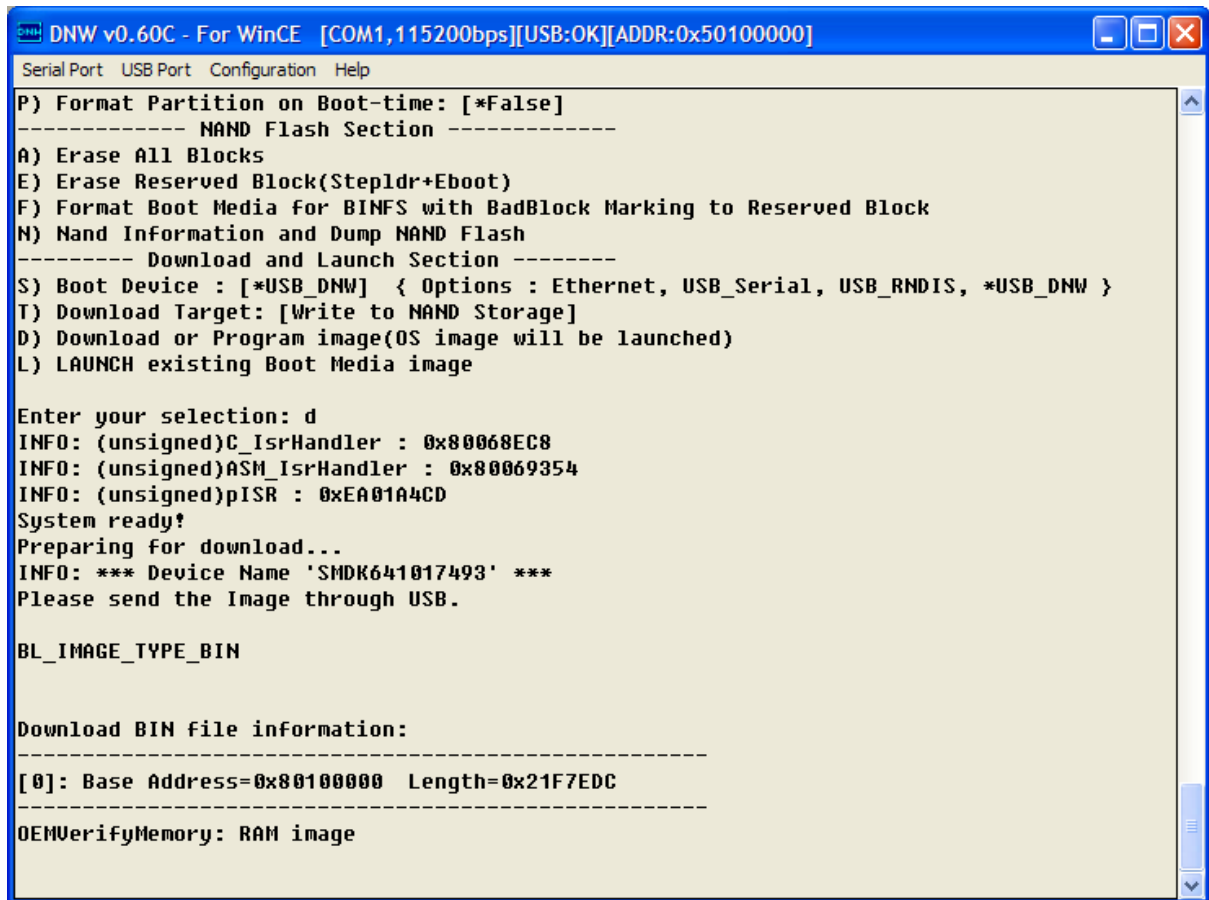 DNW v0.60C - For WinCE [COM1,115200bps][USB:OK][ADDR:0x50100000]
Serial Port USB Port Configuration Help
P) Format Partition on Boot-time: [*False]
------------- NAND Flash Section -------------
A) Erase All Blocks
E) Erase Reserved Block(Stepldr+Eboot)
F) Format Boot Media for BINFS with BadBlock Marking to Reserved Block
N) Nand Information and Dump NAND Flash
--------- Download and Launch Section --------
S) Boot Device : [*USB_DNW] { Options : Ethernet, USB_Serial, USB_RNDIS, *USB_DNW }
T) Download Target: [Write to NAND Storage]
D) Download or Program image(OS image will be launched)
L) LAUNCH existing Boot Media image
Enter your selection: d
INFO: (unsigned)C_IsrHandler : 0x80068EC8
INFO: (unsigned)ASM_IsrHandler : 0x80069354
INFO: (unsigned)pISR : 0xEA01A4CD
System ready!
Preparing for download...
INFO: *** Device Name 'SMDK641017493' ***
Please send the Image through USB.
BL_IMAGE_TYPE_BIN
Download BIN file information:
-----------------------------------------------------
[0]: Base Address=0x80100000 Length=0x21F7EDC
-----------------------------------------------------
OEMVerifyMemory: RAM image